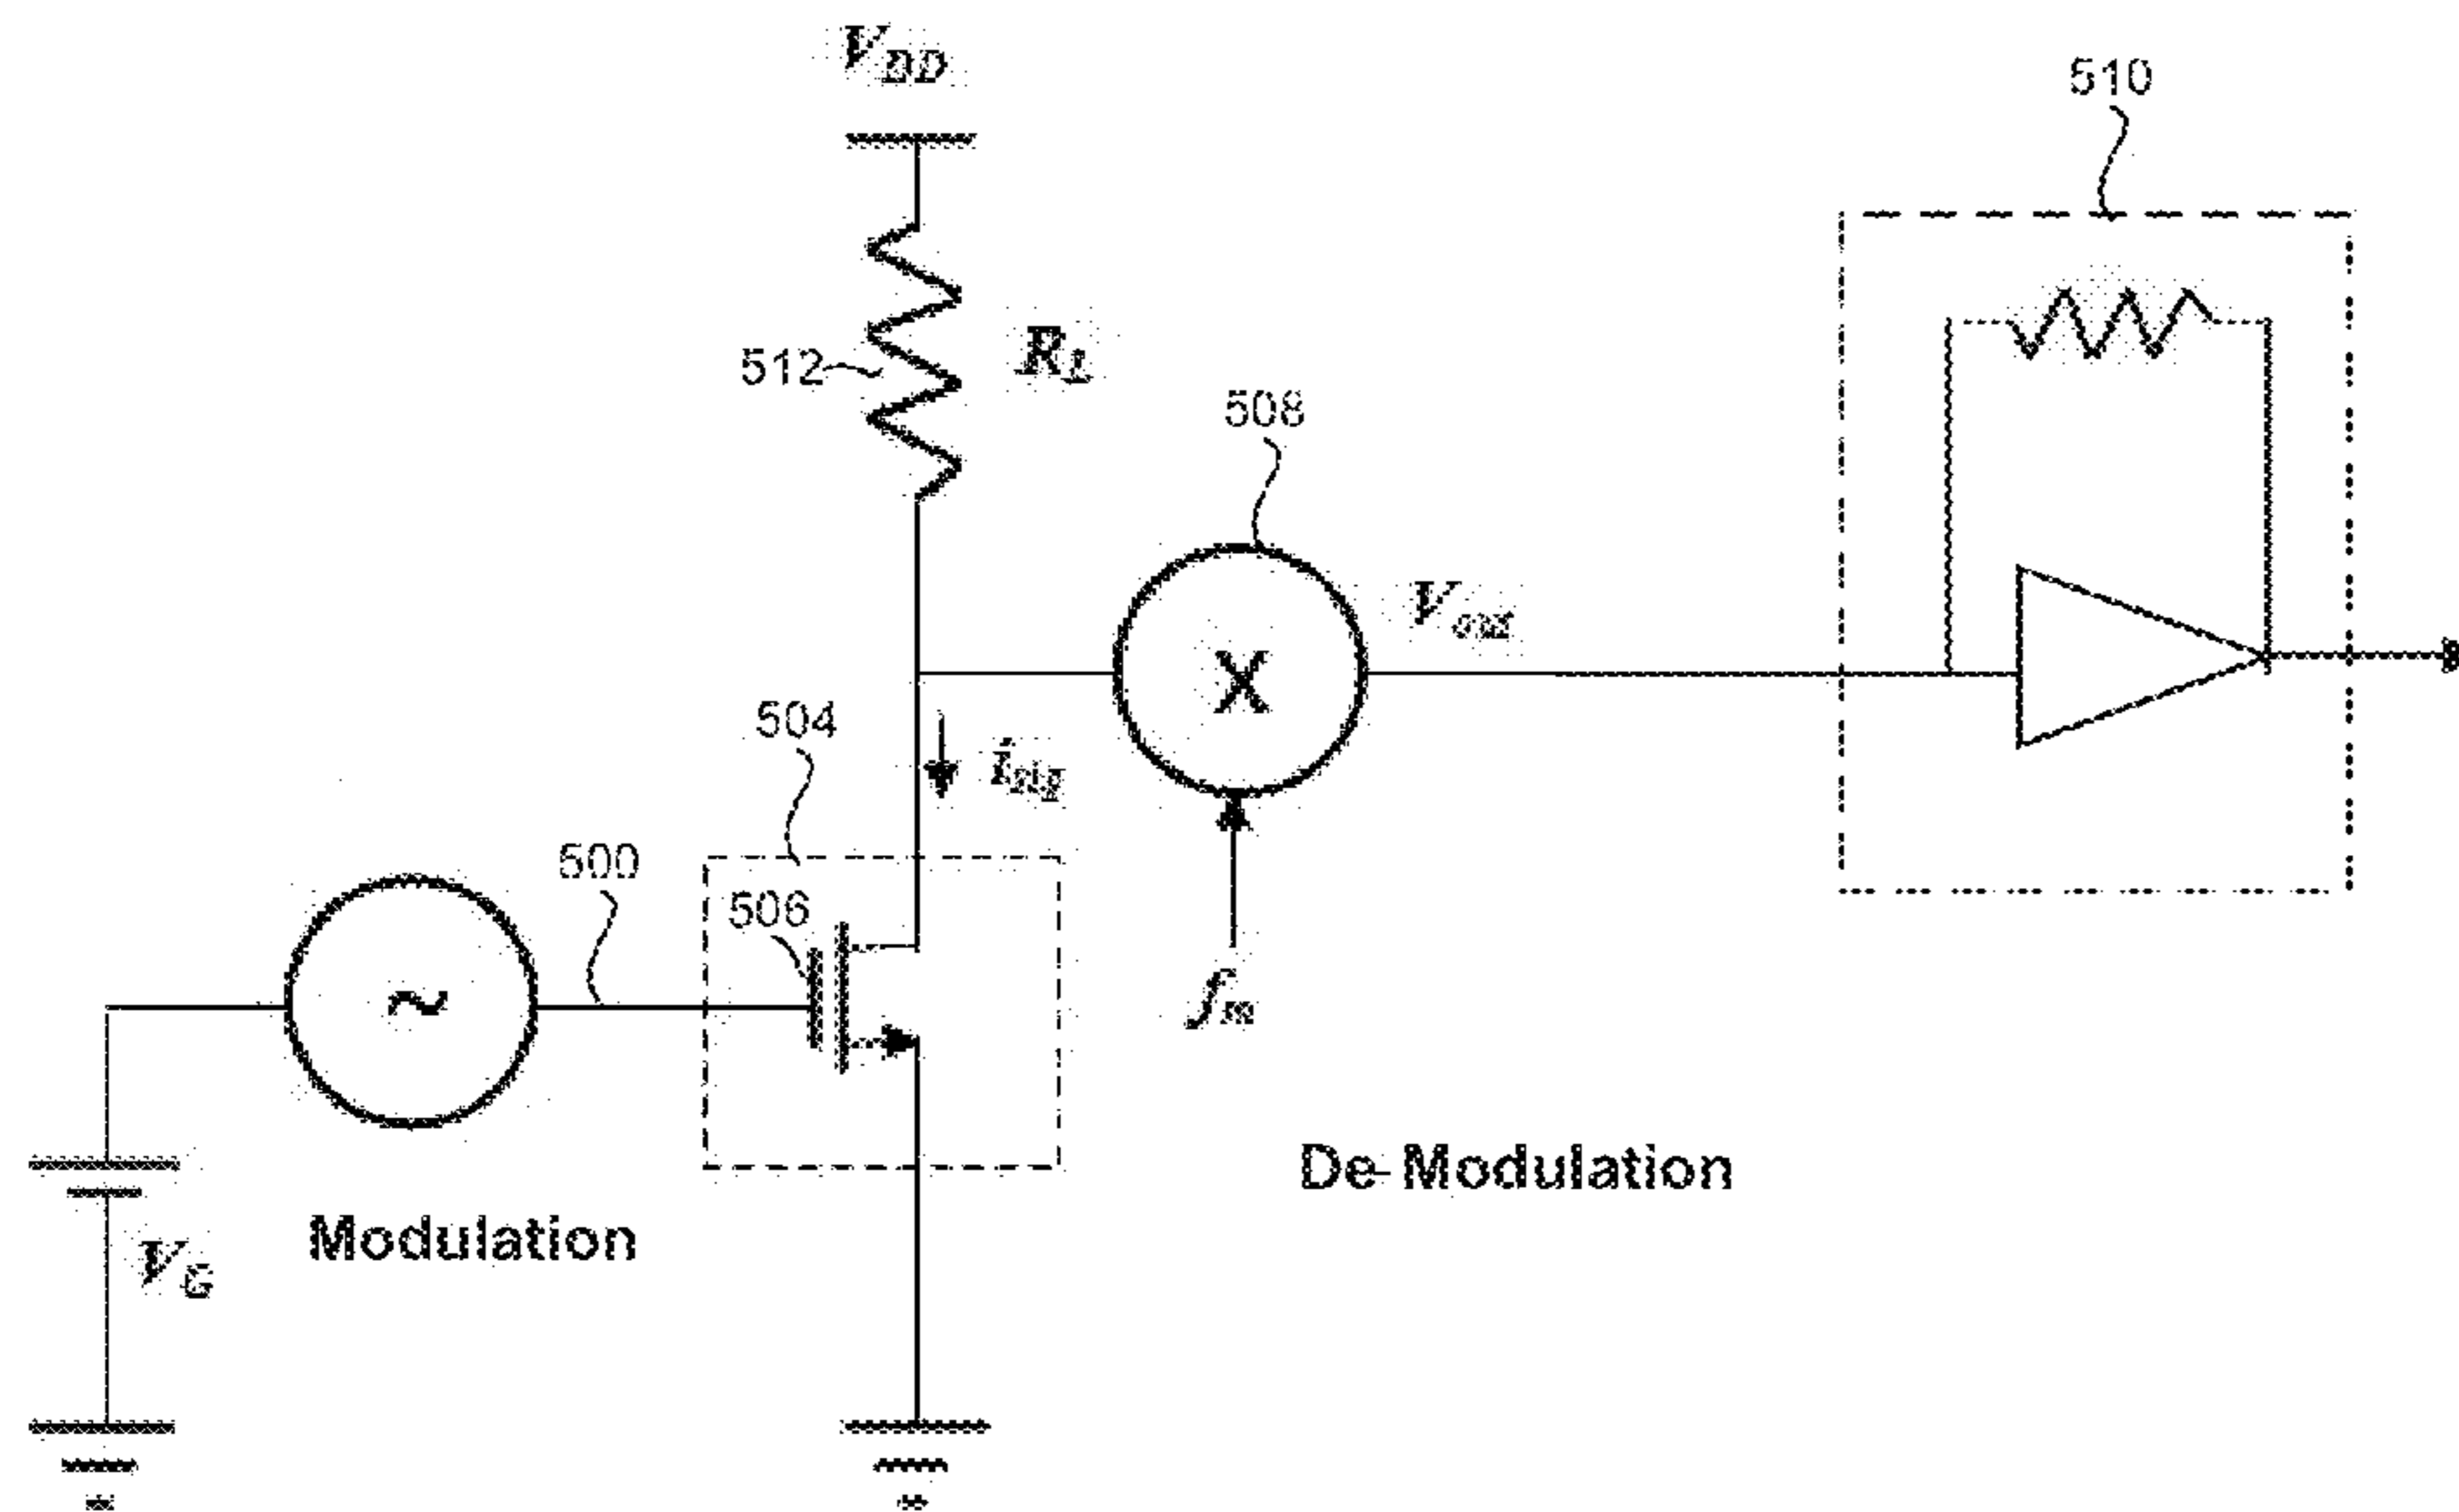 V_DD
510
512
R_L
508
V_out
504
i_sig
500
506
~
X
f_m
De-Modulation
Modulation
V_G